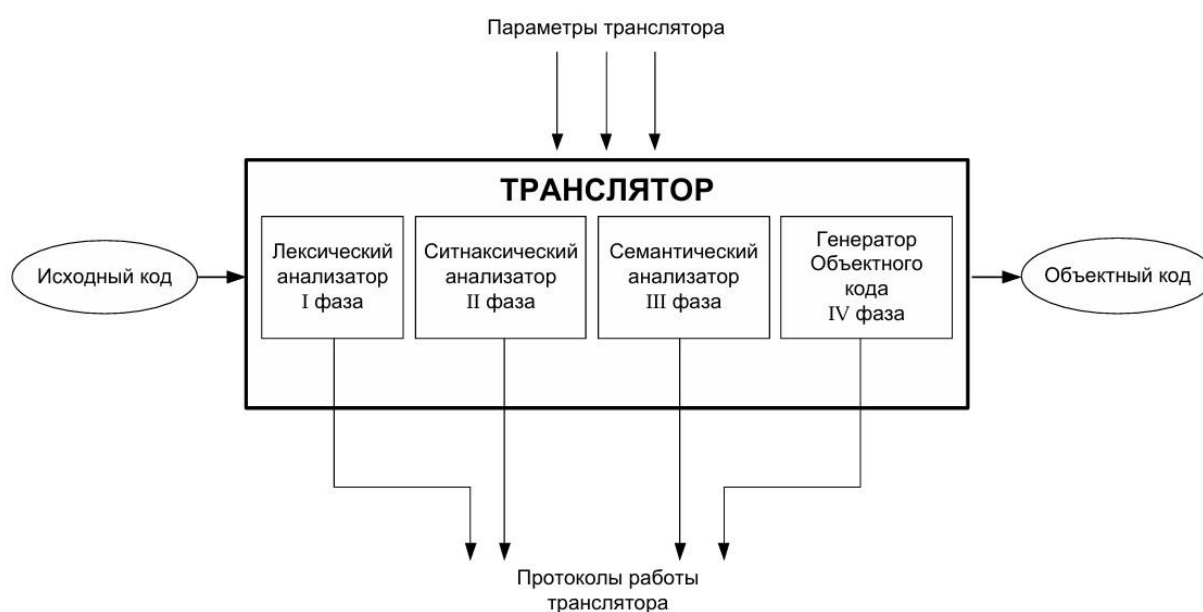 Параметры транслятора
ТРАНСЛЯТОР
Исходный код
Лексический
анализатор
I фаза
Ситнаксический
анализатор
II фаза
Семантический
анализатор
III фаза
Генератор
Объектного
кода
IV фаза
Объектный код
Протоколы работы
транслятора